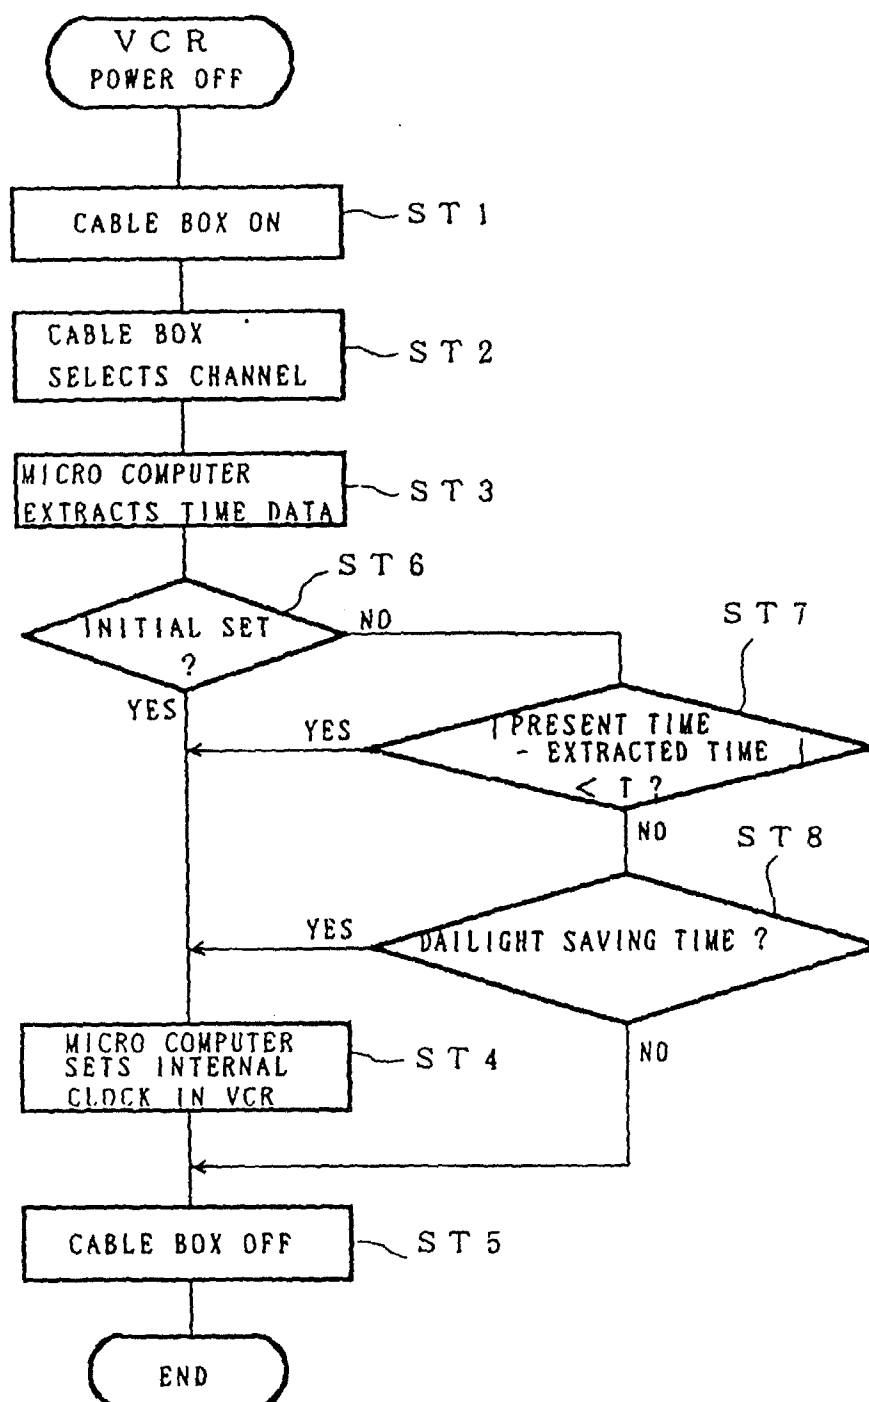 VCR
POWER OFF
CABLE BOX ON
ST1
CABLE BOX
SELECTS CHANNEL
ST2
MICRO COMPUTER
EXTRACTS TIME DATA
ST3
ST6
INITIAL SET
?
NO
YES
ST7
|PRESENT TIME
- EXTRACTED TIME|
< T ?
YES
NO
ST8
DAILIGHT SAVING TIME ?
YES
NO
MICRO COMPUTER
SETS INTERNAL
CLOCK IN VCR
ST4
CABLE BOX OFF
ST5
END